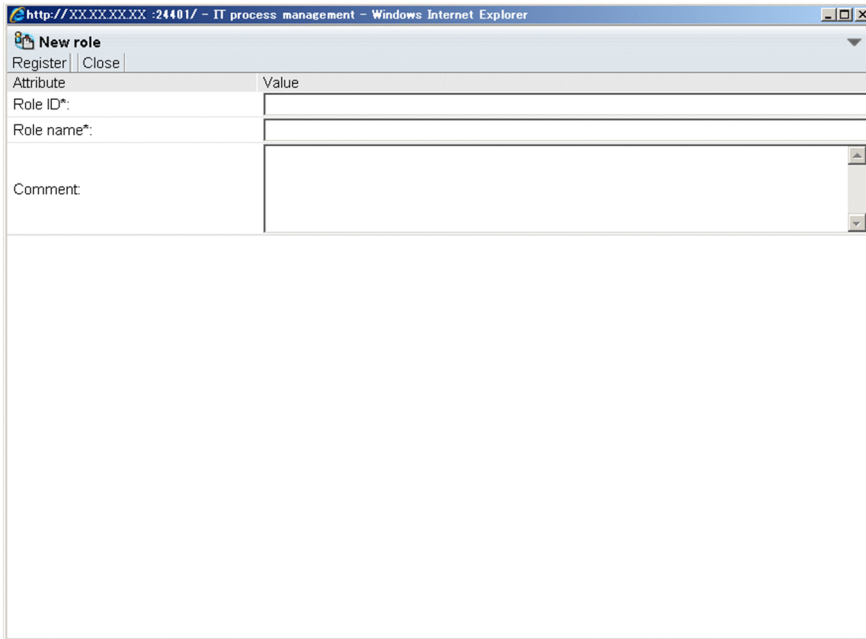 http://XX.XX.XX.XX :24401/ - IT process management - Windows Internet Explorer
New role
Register Close
Attribute Value
Role ID*:
Role name*:
Comment: